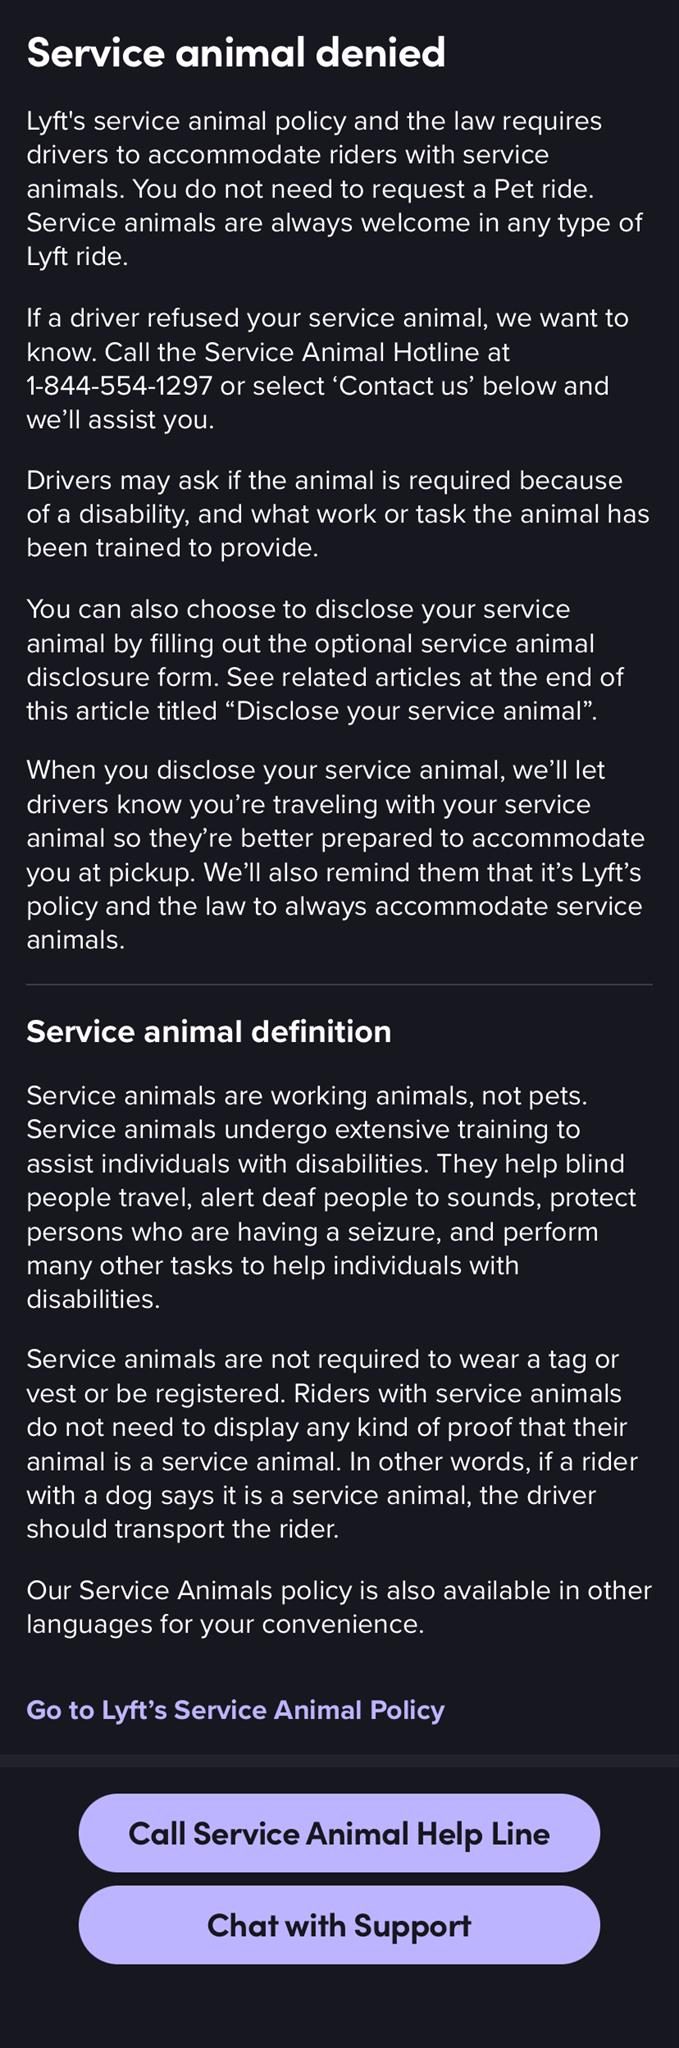 Service animal denied
Lyft's service animal policy and the law requires
drivers to accommodate riders with service
animals. You do not need to request a Pet ride.
Service animals are always welcome in any type of
Lyft ride.
If a driver refused your service animal, we want to
know. Call the Service Animal Hotline at
1-844-554-1297 or select ‘Contact us’ below and
we’ll assist you.
Drivers may ask if the animal is required because
of a disability, and what work or task the animal has
been trained to provide.
You can also choose to disclose your service
animal by filling out the optional service animal
disclosure form. See related articles at the end of
this article titled “Disclose your service animal”.
When you disclose your service animal, we’ll let
drivers know you’re traveling with your service
animal so they’re better prepared to accommodate
you at pickup. We’ll also remind them that it’s Lyft’s
policy and the law to always accommodate service
animals.
Service animal definition
Service animals are working animals, not pets.
Service animals undergo extensive training to
assist individuals with disabilities. They help blind
people travel, alert deaf people to sounds, protect
persons who are having a seizure, and perform
many other tasks to help individuals with
disabilities.
Service animals are not required to wear a tag or
vest or be registered. Riders with service animals
do not need to display any kind of proof that their
animal is a service animal. In other words, if a rider
with a dog says it is a service animal, the driver
should transport the rider.
Our Service Animals policy is also available in other
languages for your convenience.
Go to Lyft’s Service Animal Policy
Call Service Animal Help Line
Chat with Support